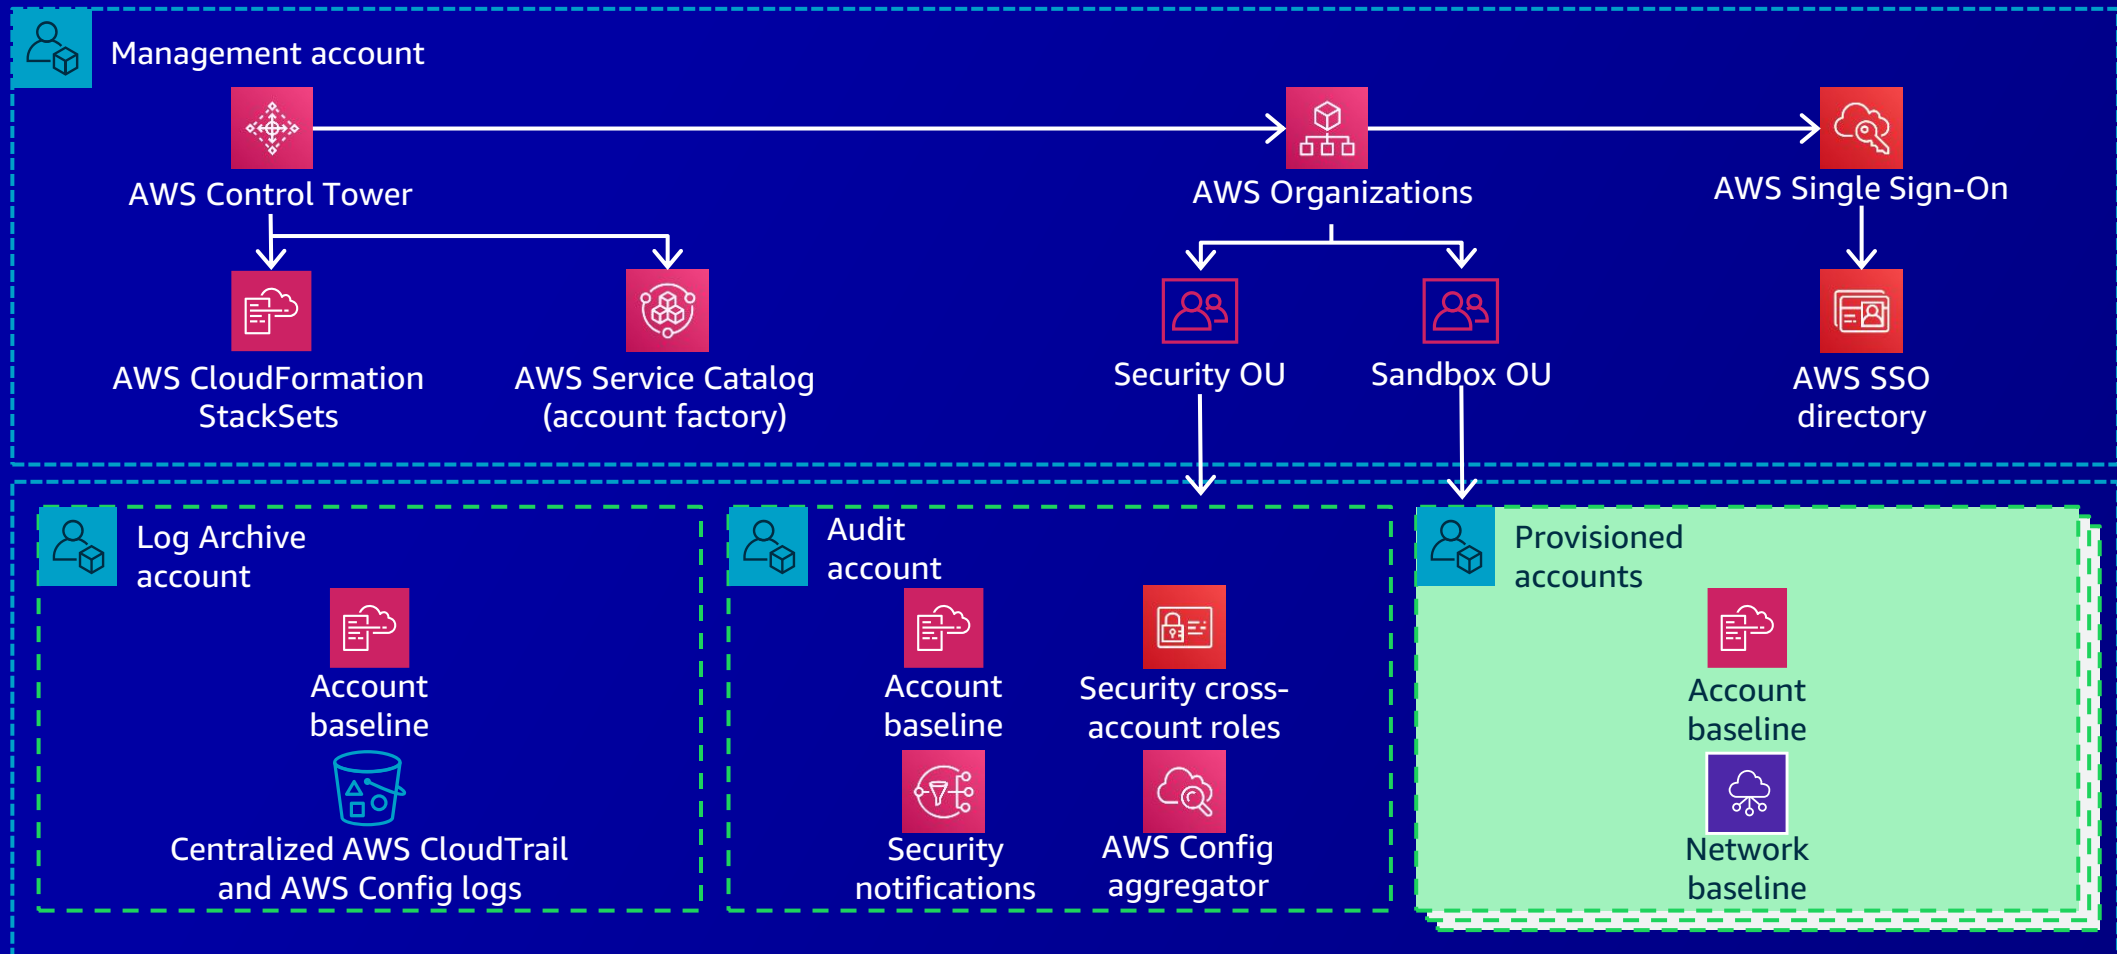 Management account
AWS Control Tower
AWS Organizations
AWS Single Sign-On
AWS CloudFormation
StackSets
AWS Service Catalog
(account factory)
Security OU
Sandbox OU
AWS SSO
directory
Log Archive
account
Account
baseline
Centralized AWS CloudTrail
and AWS Config logs
Audit
account
Account
baseline
Security cross-
account roles
Security
notifications
AWS Config
aggregator
Provisioned
accounts
Account
baseline
Network
baseline